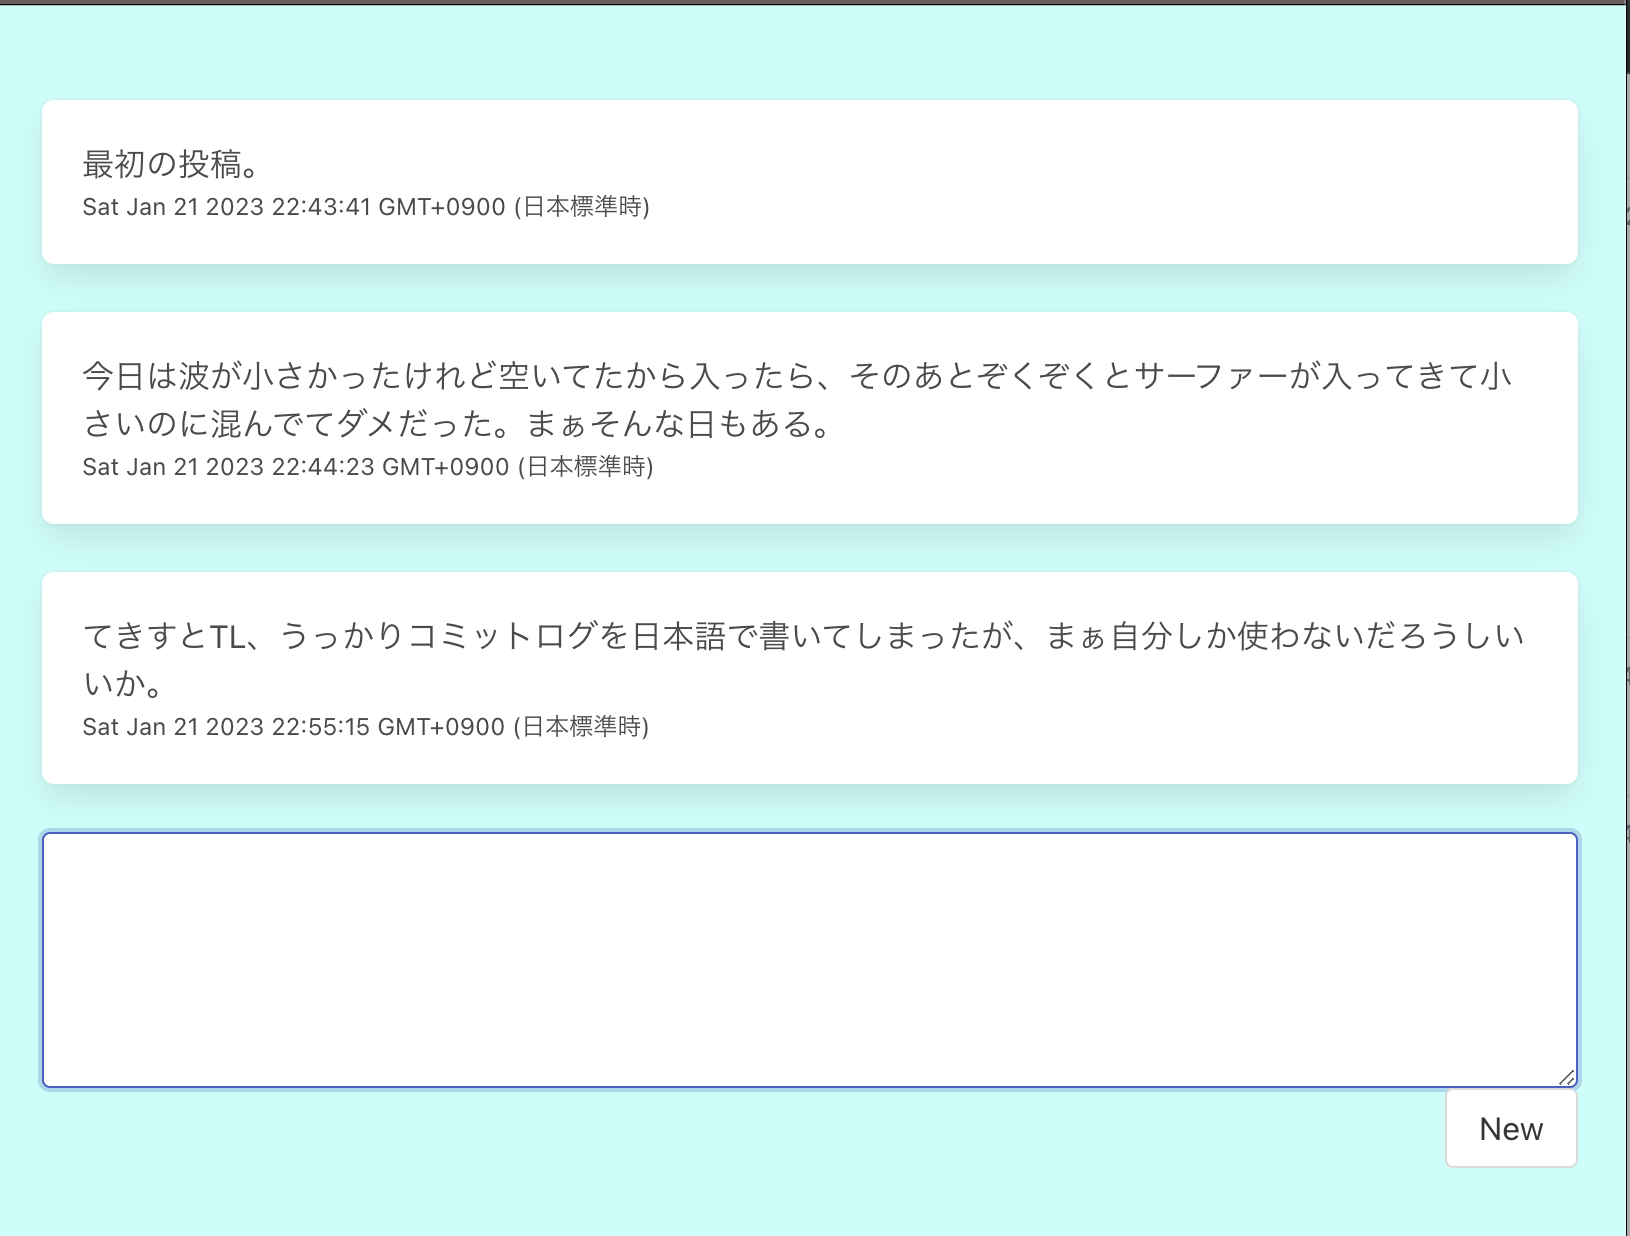 最初の投稿。
Sat Jan 21 2023 22:43:41 GMT+0900 (日本標準時)
今日は波が小さかったけれど空いてたから入ったら、そのあとぞくぞくとサーファーが入ってきて小
さいのに混んでてダメだった。まぁそんな日もある。
Sat Jan 21 2023 22:44:23 GMT+0900 (日本標準時)
てきすとTL、うっかりコミットログを日本語で書いてしまったが、まぁ自分しか使わないだろうしい
いか。
Sat Jan 21 2023 22:55:15 GMT+0900 (日本標準時)
New